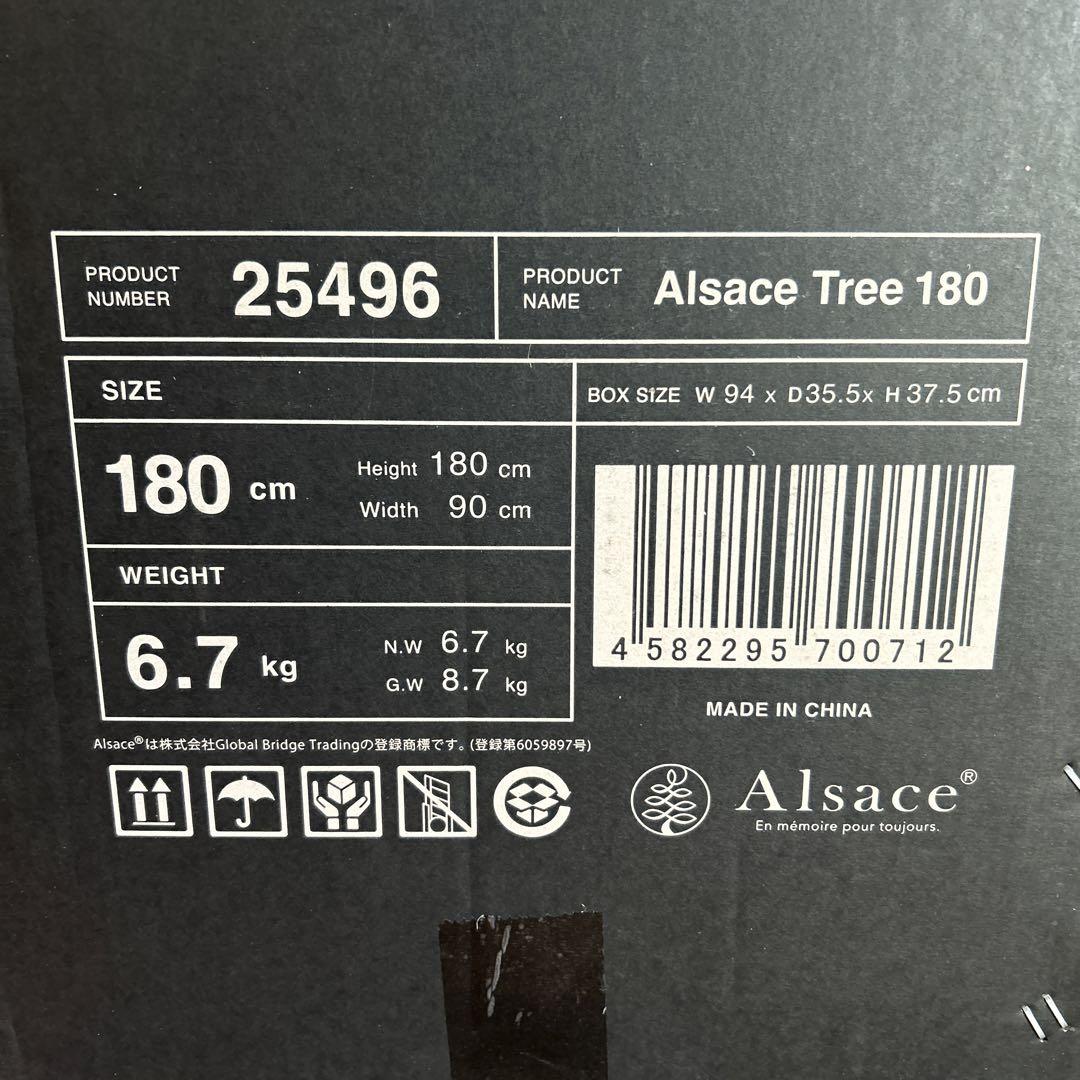 PRODUCT NUMBER 25496
PRODUCT NAME Alsace Tree 180
SIZE
BOX SIZE W 94 x D35.5x H 37.5 cm
180 cm
Height 180 cm
Width 90 cm
WEIGHT
6.7 kg
N.W 6.7 kg
G.W 8.7 kg
4 582295 700712
MADE IN CHINA
Alsace®は株式会社Global Bridge Tradingの登録商標です。(登録第6059897号)
Alsace®
En mémoire pour toujours.